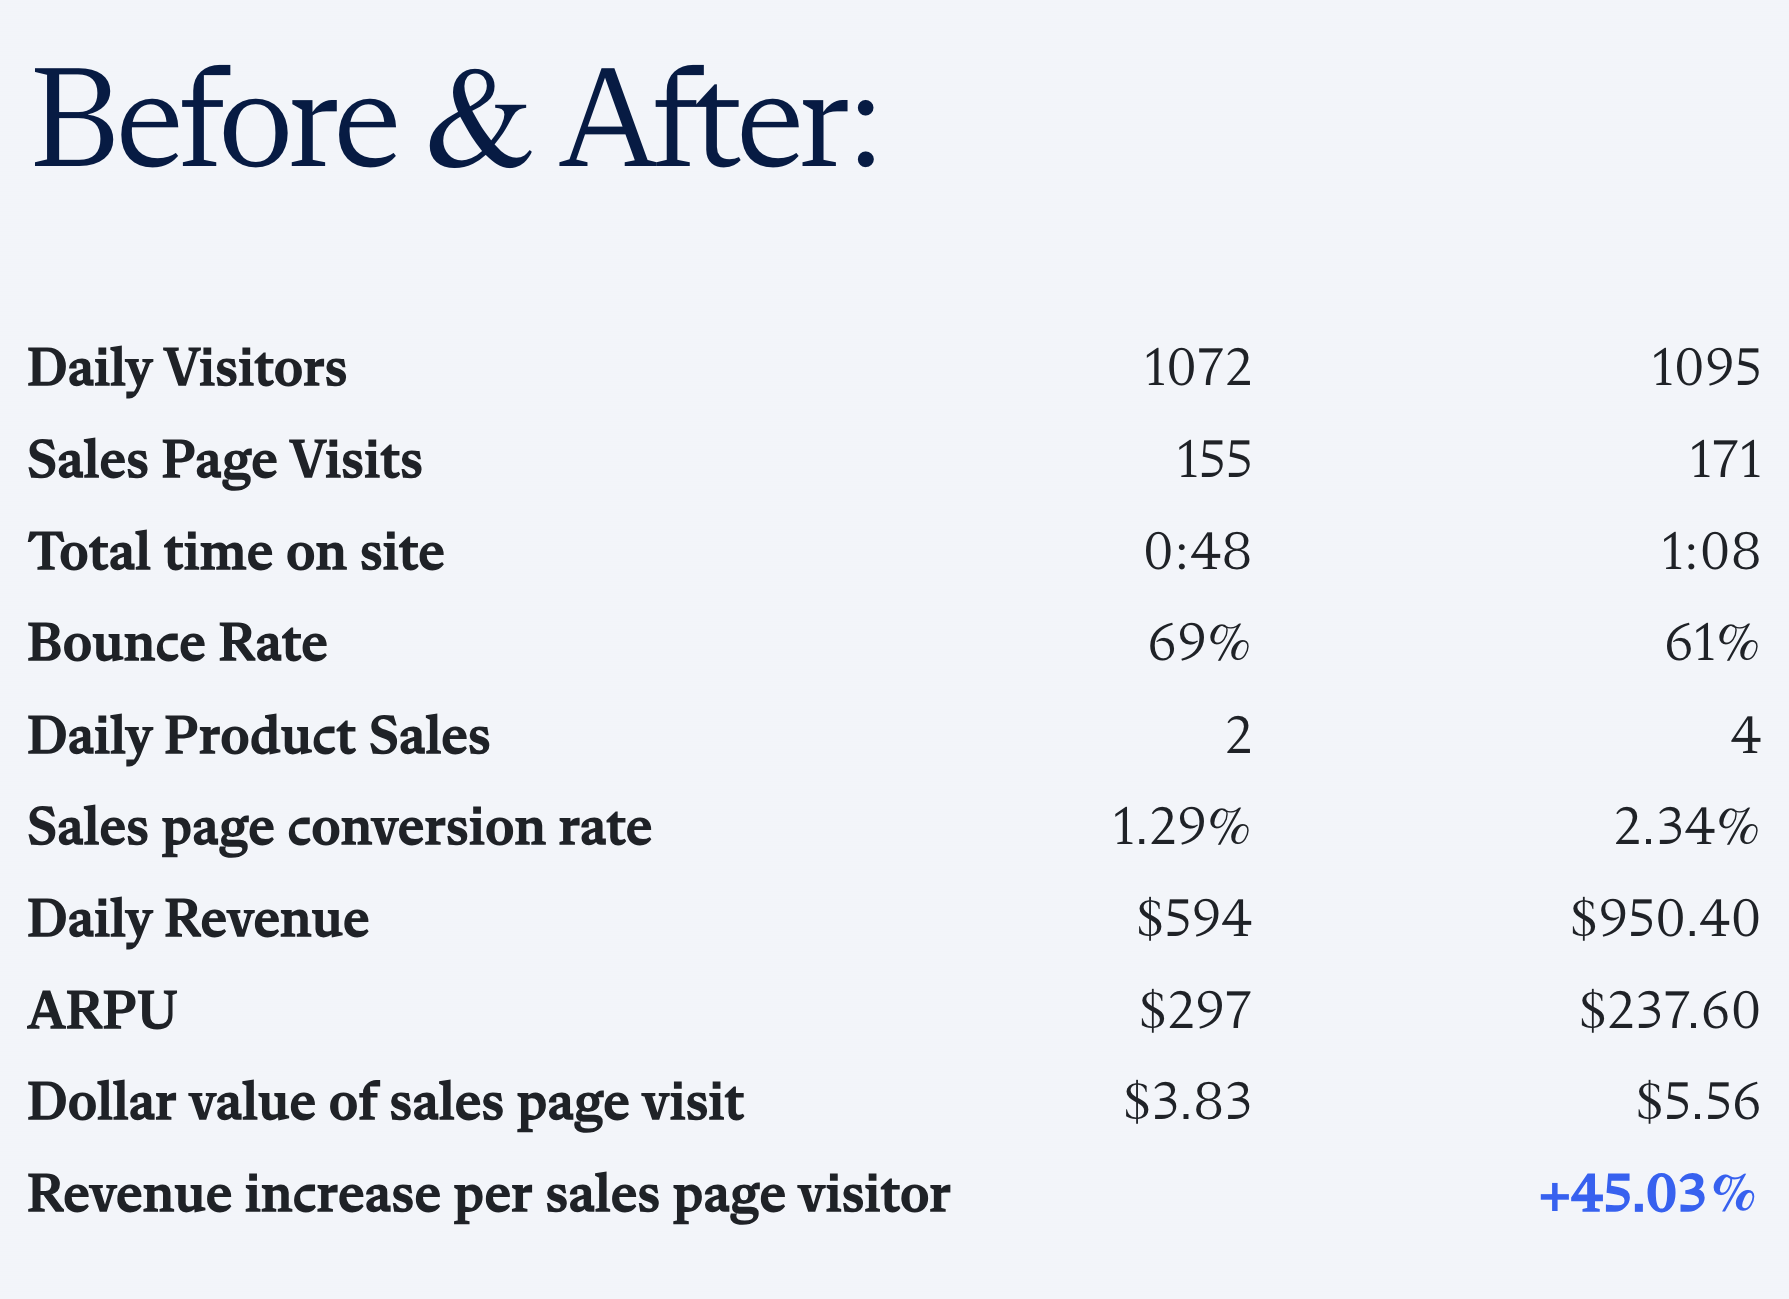 Before & After:
Daily Visitors 1072 1095
Sales Page Visits 155 171
Total time on site 0:48 1:08
Bounce Rate 69% 61%
Daily Product Sales 2 4
Sales page conversion rate 1.29% 2.34%
Daily Revenue $594 $950.40
ARPU $297 $237.60
Dollar value of sales page visit $3.83 $5.56
Revenue increase per sales page visitor +45.03%